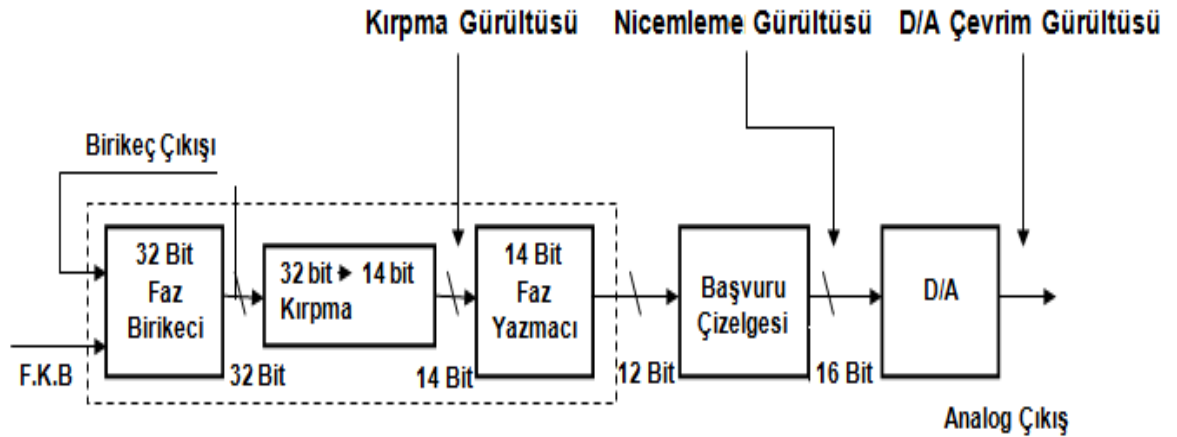 Kırpma Gürültüsü
Nicemleme Gürültüsü
D/A Çevrim Gürültüsü
Birikeç Çıkışı
32 Bit
Faz
Birikeci
32 bit 14 bit
Kırpma
14 Bit
Faz
Yazmacı
Başvuru
Çizelgesi
D/A
F.K.B
32 Bit
14 Bit
12 Bit
16 Bit
Analog Çıkış